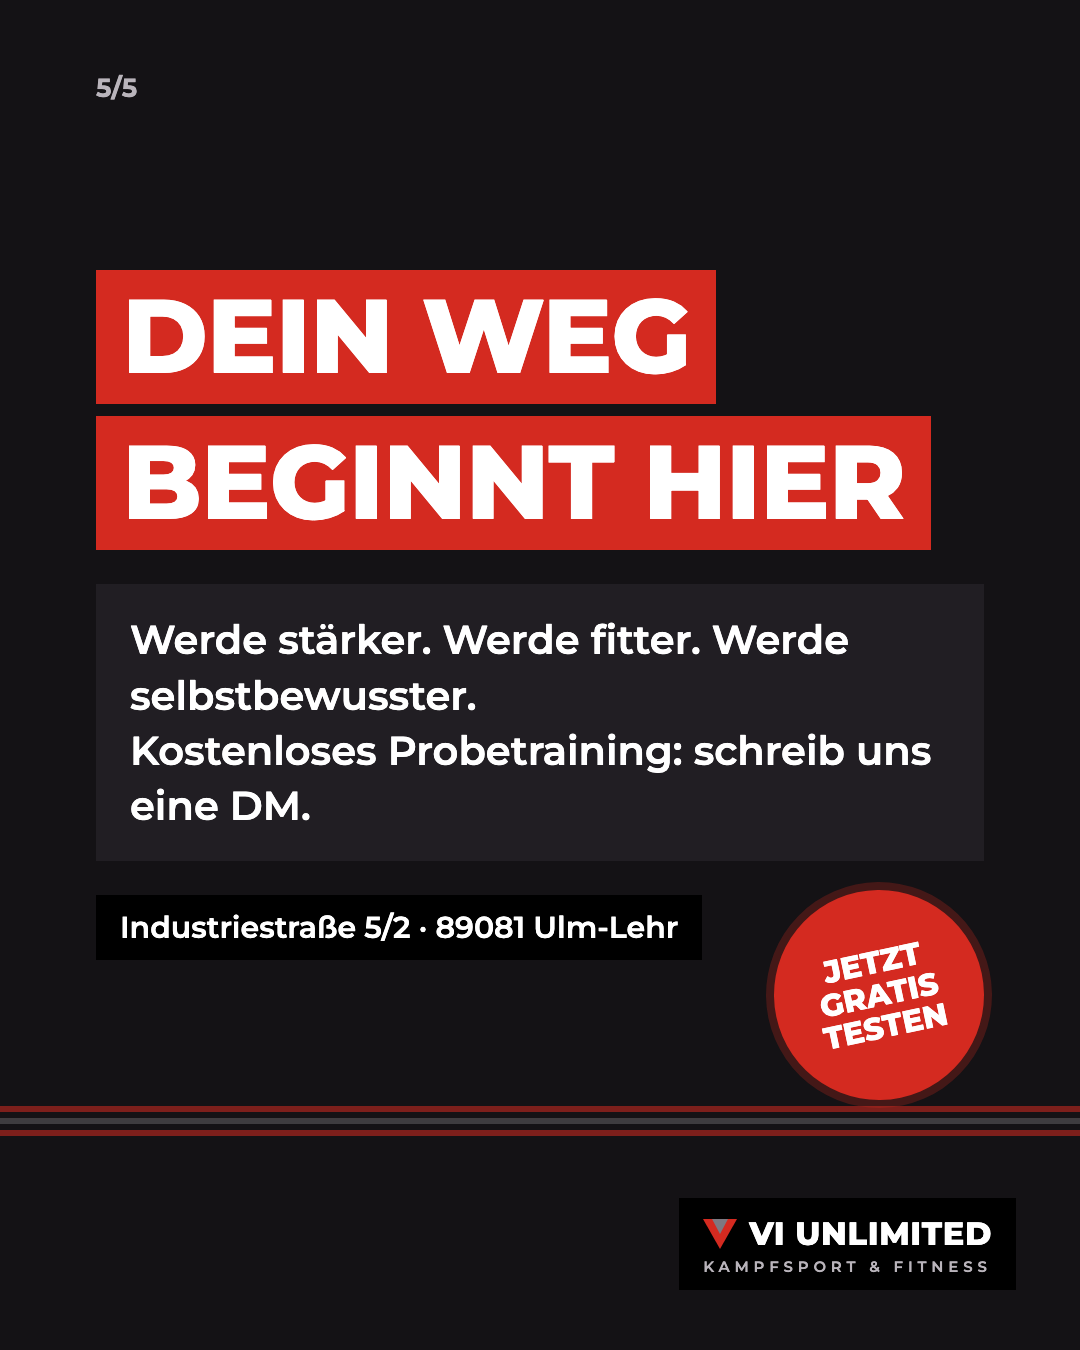 5/5
DEIN WEG
BEGINNT HIER
Werde stärker. Werde fitter. Werde
selbstbewusster.
Kostenloses Probetraining: schreib uns
eine DM.
Industriestraße 5/2 · 89081 Ulm-Lehr
JETZT
GRATIS
TESTEN
VI UNLIMITED
KAMPFSPORT & FITNESS